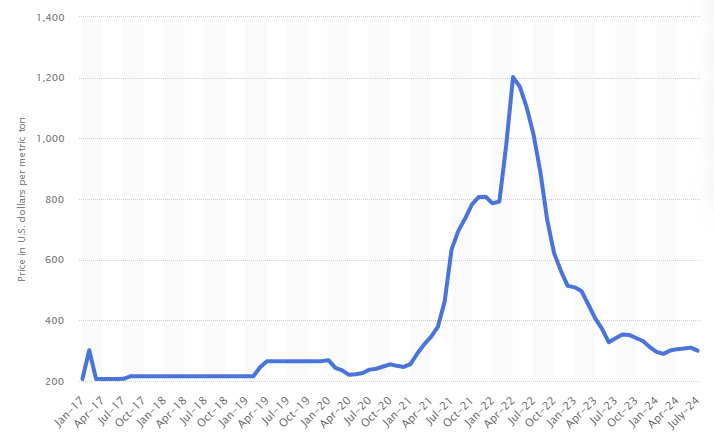 1,400
1,200
1,000
800
600
400
200
Price in U.S. dollars per metric ton
Jan-17
Apr-17
Jul-17
Oct-17
Jan-18
Apr-18
Jul-18
Oct-18
Jan-19
Apr-19
Jul-19
Oct-19
Jan-20
Apr-20
Jul-20
Oct-20
Jan-21
Apr-21
Jul-21
Oct-21
Jan-22
Apr-22
Jul-22
Oct-22
Jan-23
Apr-23
Jul-23
Oct-23
Jan-24
Apr-24
July-24